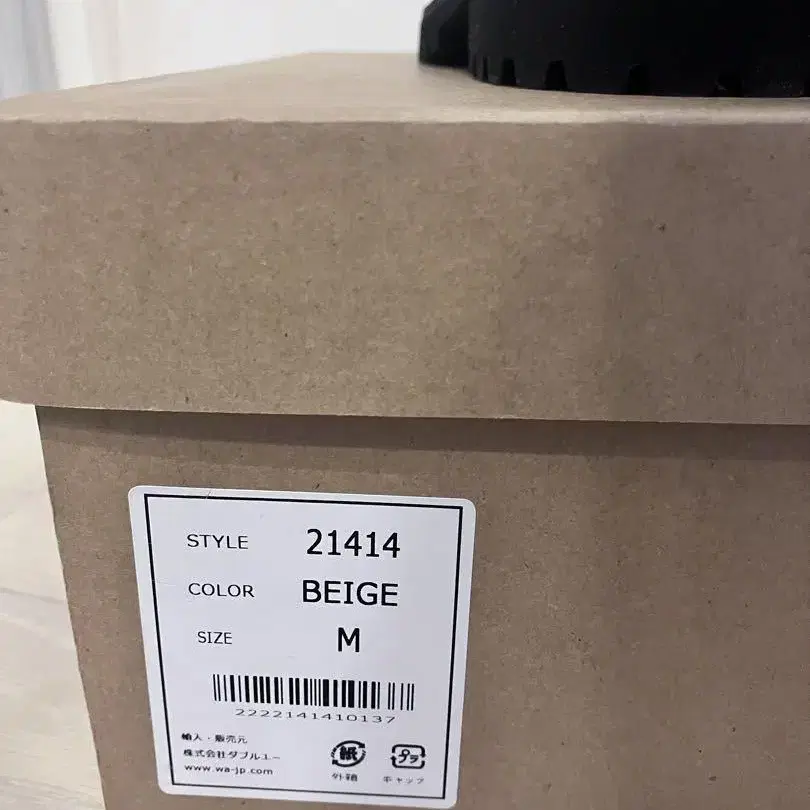 STYLE 21414
COLOR BEIGE
SIZE M
2222141410137
輸入・販売元
株式会社ダブルユー
www.wa-jp.com
紙
外箱
プラ
キャップ